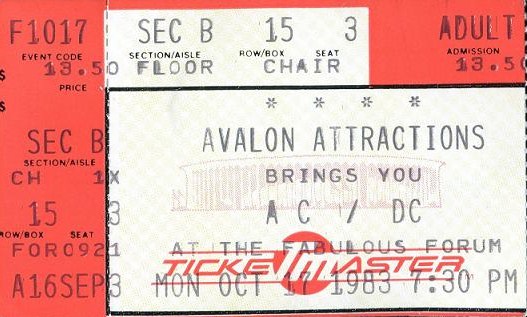 F1017 SEC B 15 3 ADULT
EVENT CODE SECTION/AISLE ROW/BOX SEAT ADMISSION
$ 13.50 FLOOR CHAIR 13.50
PRICE
$
* * * *
SEC B AVALON ATTRACTIONS
SECTION/AISLE
CH 1X BRINGS YOU
15 3 A C / DC
ROW/BOX SEAT
FOR0921 AT THE FABULOUS FORUM
TICKETMASTER
A16SEP3 MON OCT 17 1983 7:30 PM